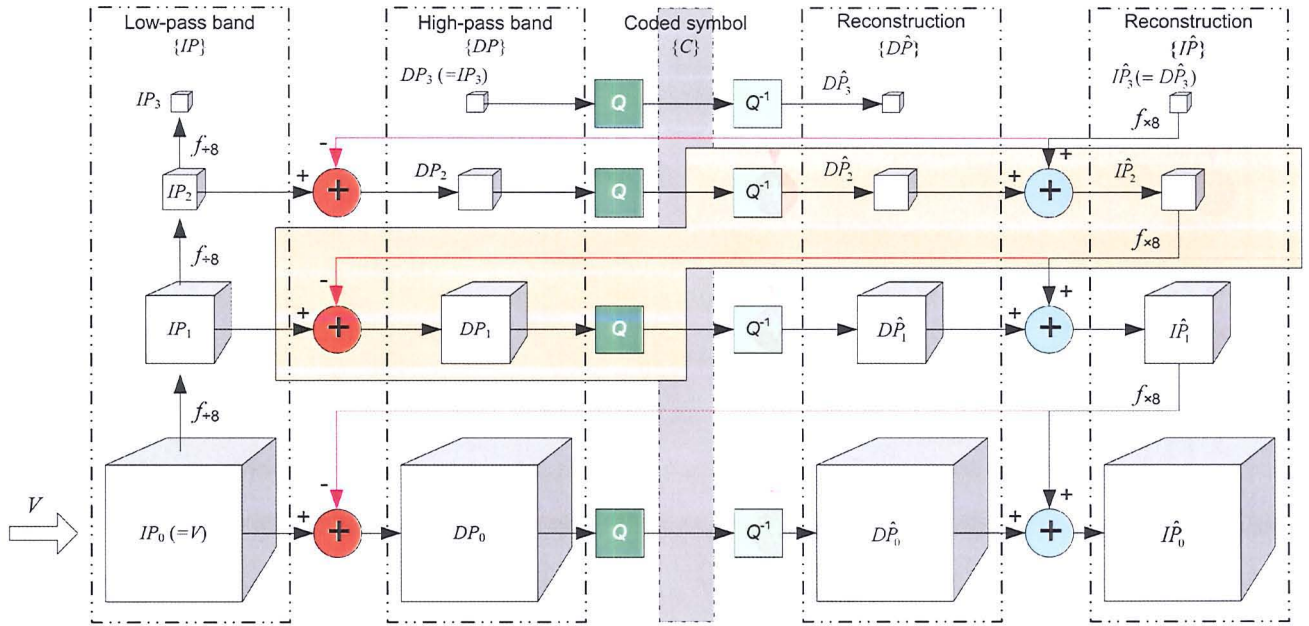 Low-pass band High-pass band Coded symbol Reconstruction Reconstruction
{IP} {DP} {C} {DP̂} {IP̂}
DP₃ (=IP₃) IP̂₃(= DP̂₃)
IP₃ Q Q⁻¹ DP̂₃
f÷8 - f×8 +
IP₂ + + DP₂ Q Q⁻¹ DP̂₂ + + IP̂₂
f÷8 - f×8 +
IP₁ + + DP₁ Q Q⁻¹ DP̂₁ + + IP̂₁
f÷8 f×8
V - +
IP₀ (=V) + + DP₀ Q Q⁻¹ DP̂₀ + + IP̂₀